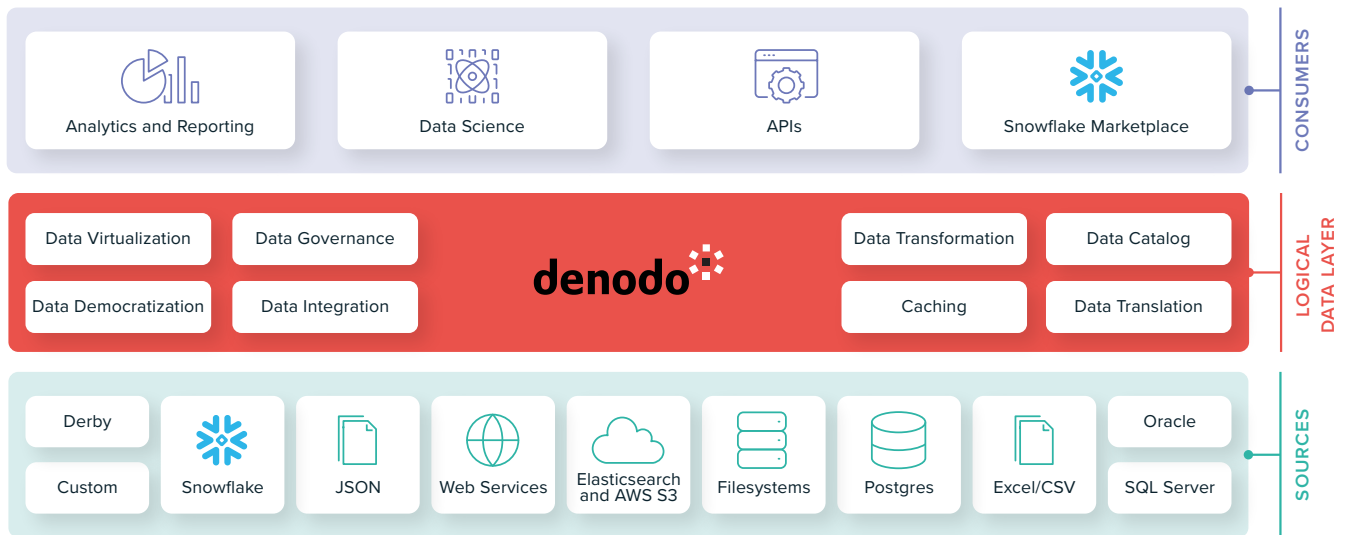 Analytics and Reporting
Data Science
APIs
Snowflake Marketplace
CONSUMERS
Data Virtualization
Data Governance
Data Democratization
Data Integration
denodo
Data Transformation
Data Catalog
Caching
Data Translation
LOGICAL
DATA LAYER
Derby
Custom
Snowflake
JSON
Web Services
Elasticsearch
and AWS S3
Filesystems
Postgres
Excel/CSV
Oracle
SQL Server
SOURCES